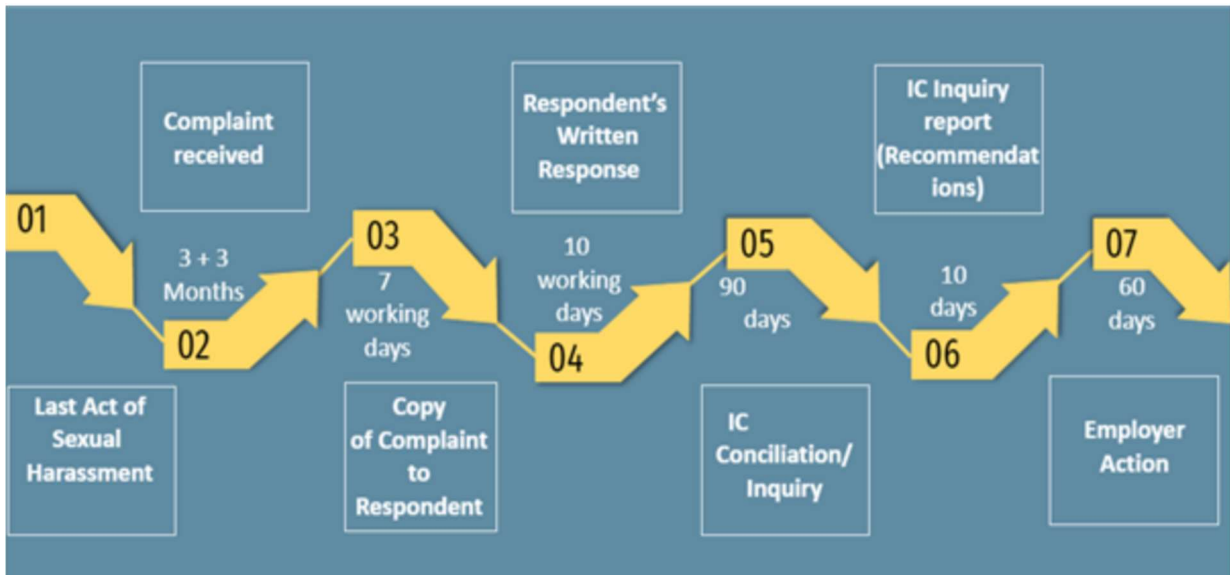 01
Last Act of
Sexual
Harassment
Complaint
received
3 + 3
Months
02
03
7
working
days
Copy
of Complaint
to
Respondent
Respondent's
Written
Response
10
working
days
04
05
90
days
IC
Conciliation/
Inquiry
IC Inquiry
report
(Recommendat
ions)
10
days
06
07
60
days
Employer
Action